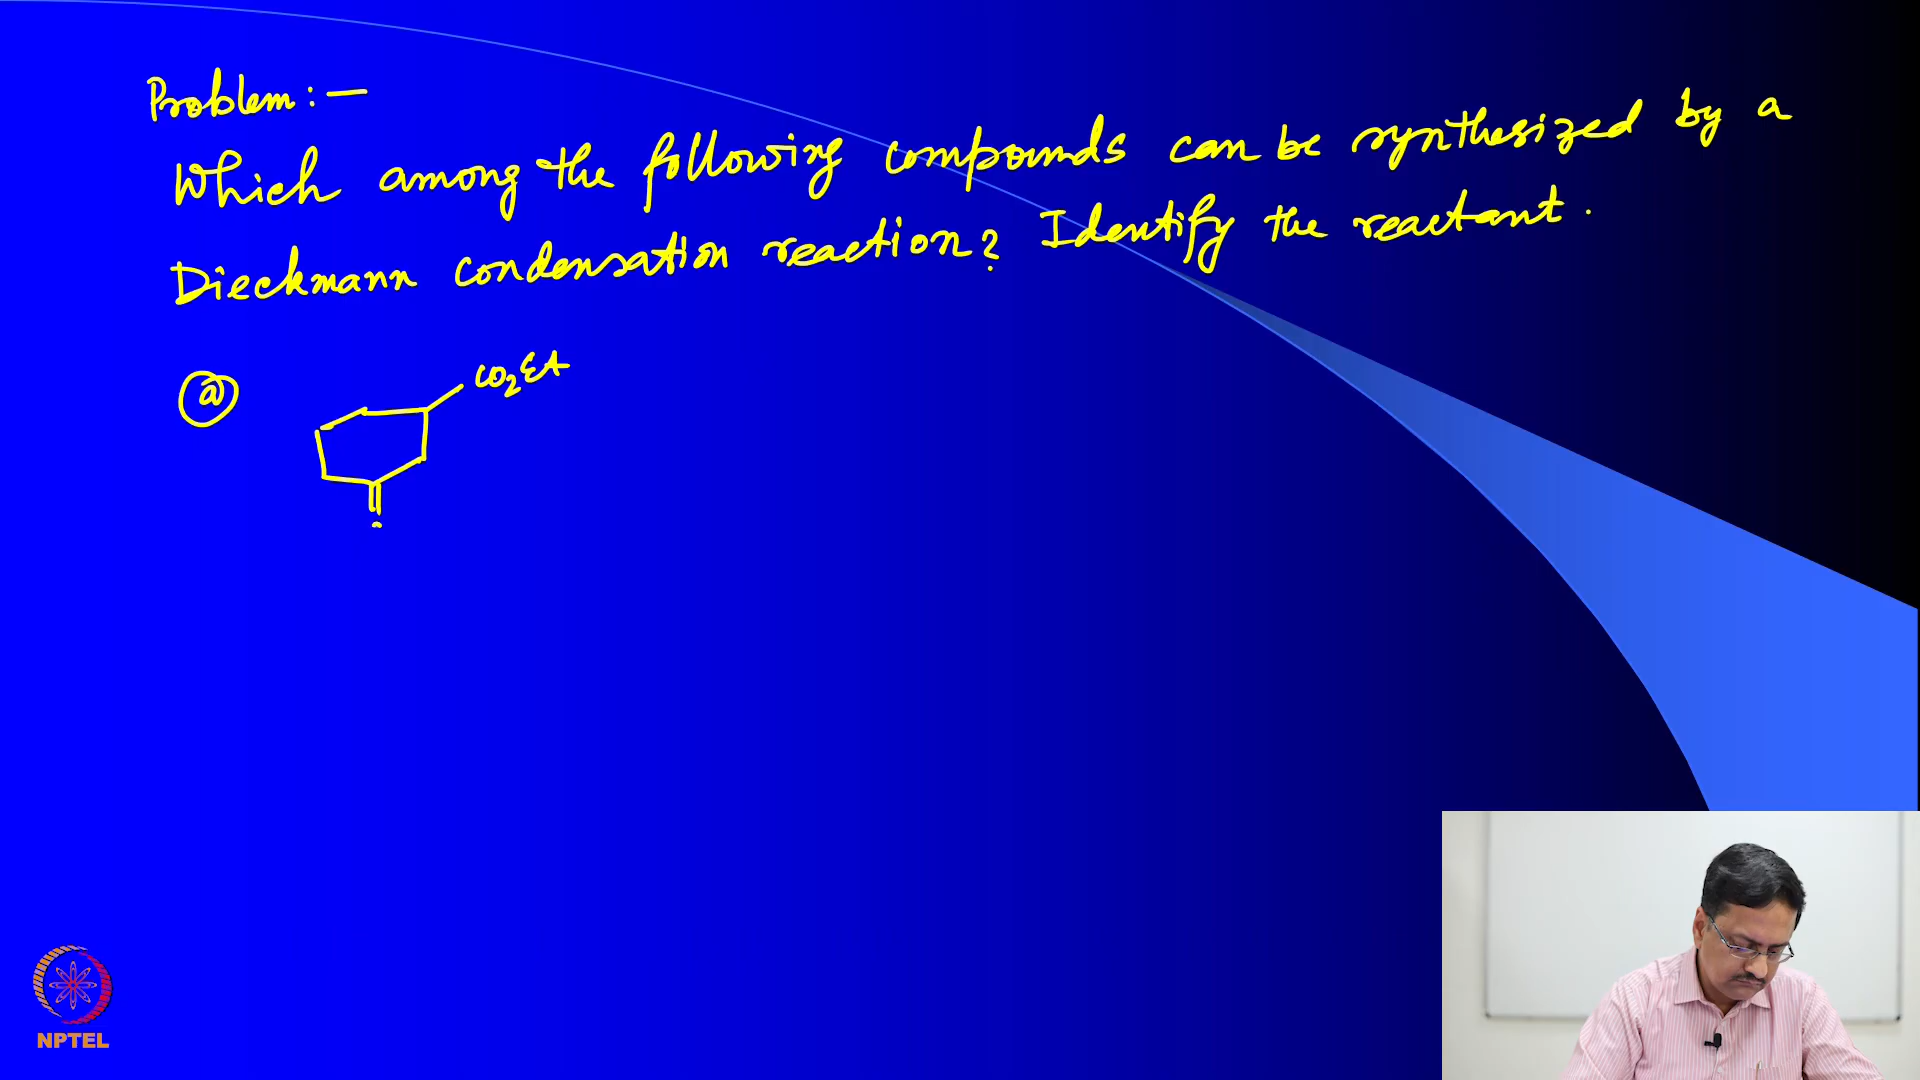 Problem:—
Which among the following compounds can be synthesized by a
Dieckmann condensation reaction? Identify the reactant.
ⓐ
CO₂Et
NPTEL